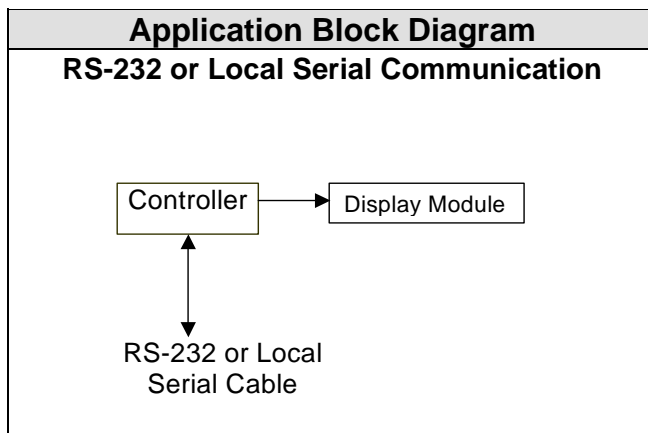 Application Block Diagram
RS-232 or Local Serial Communication
Controller
Display Module
RS-232 or Local
Serial Cable